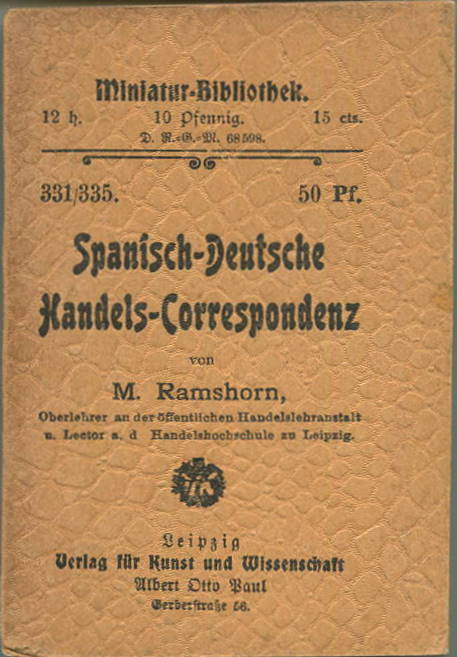 Miniatur-Bibliothek.
12 h. 10 Pfennig. 15 cts.
D. R.-G.-M. 68598.
331/335. 50 Pf.
Spanisch-Deutsche
Handels-Correspondenz
von
M. Ramshorn,
Oberlehrer an der öffentlichen Handelslehranstalt
u. Lector a. d Handelshochschule zu Leipzig.
Leipzig
Verlag für Kunst und Wissenschaft
Albert Otto Paul
Gerberstraße 56.